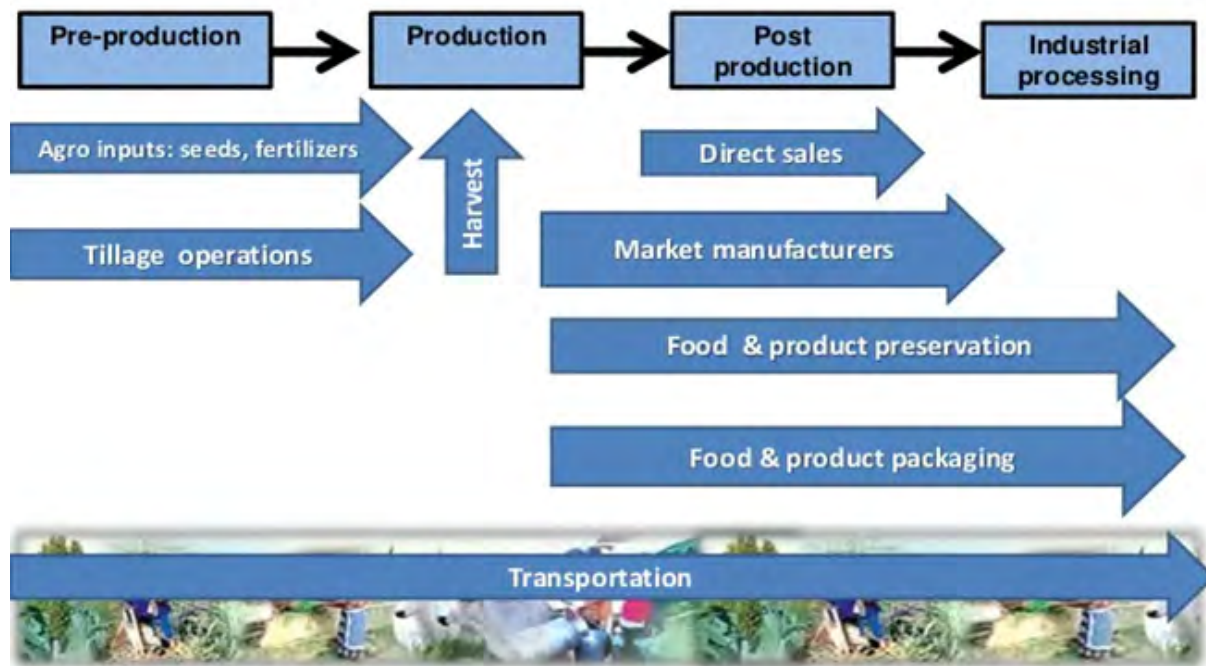 Pre-production
Production
Post
production
Industrial
processing
Agro inputs: seeds, fertilizers
Harvest
Direct sales
Tillage  operations
Market manufacturers
Food  & product preservation
Food & product packaging
Transportation